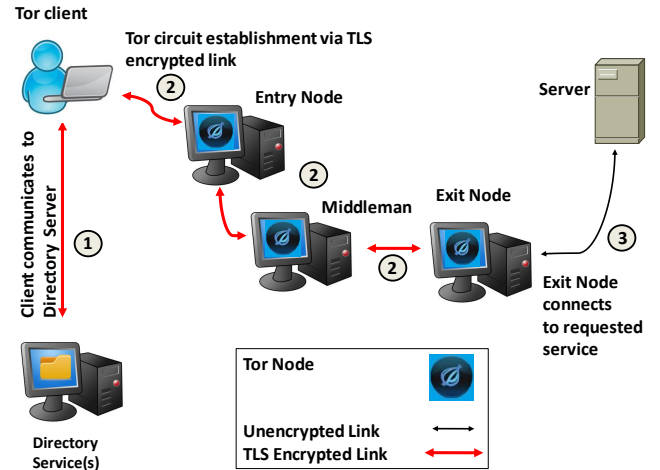 Tor client
Tor circuit establishment via TLS
encrypted link
2
Entry Node
Server
Client communicates to
Directory Server
1
2
Middleman
Exit Node
2
3
Exit Node
connects
to requested
service
Directory
Service(s)
Tor Node
Unencrypted Link
TLS Encrypted Link